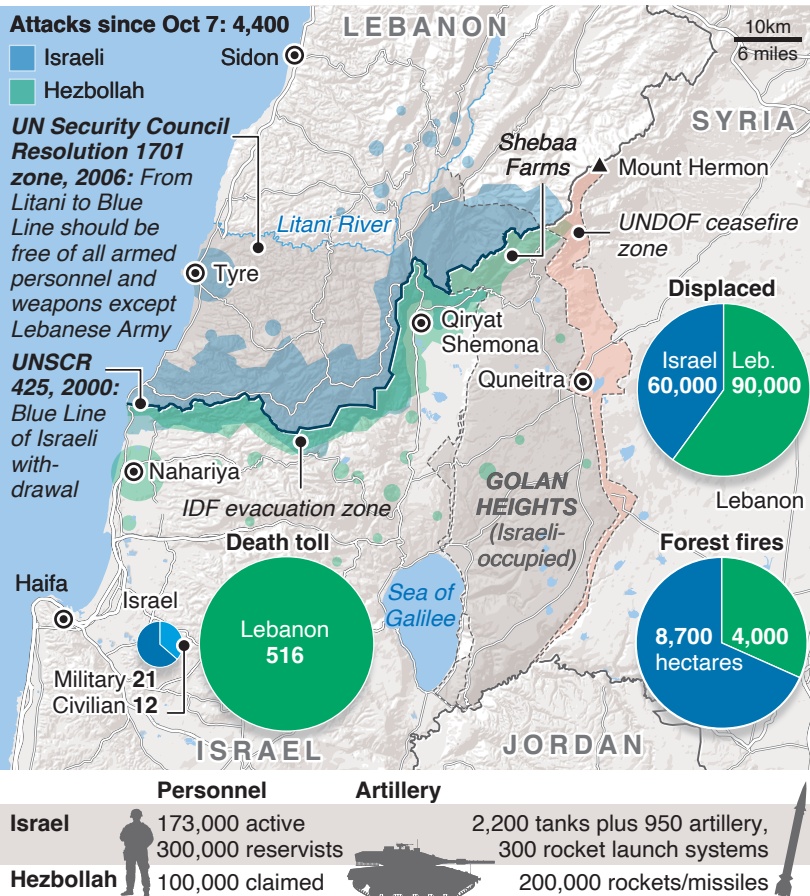 Attacks since Oct 7: 4,400
Israeli
Hezbollah
LEBANON
Sidon
10km
6 miles
SYRIA
UN Security Council
Resolution 1701
zone, 2006: From
Litani to Blue
Line should be
free of all armed
personnel and
weapons except
Lebanese Army
Litani River
Shebaa
Farms
Mount Hermon
UNDOF ceasefire
zone
Tyre
Qiryat
Shemona
Quneitra
UNSCR
425, 2000:
Blue Line
of Israeli
with-
drawal
Nahariya
IDF evacuation zone
GOLAN
HEIGHTS
(Israeli-
occupied)
Displaced
Israel
60,000
Leb.
90,000
Lebanon
Forest fires
8,700
hectares
4,000
Death toll
Haifa
Israel
Military 21
Civilian 12
Lebanon
516
Sea of
Galilee
ISRAEL
JORDAN
Personnel
Artillery
Israel
173,000 active
300,000 reservists
2,200 tanks plus 950 artillery,
300 rocket launch systems
Hezbollah
100,000 claimed
200,000 rockets/missiles